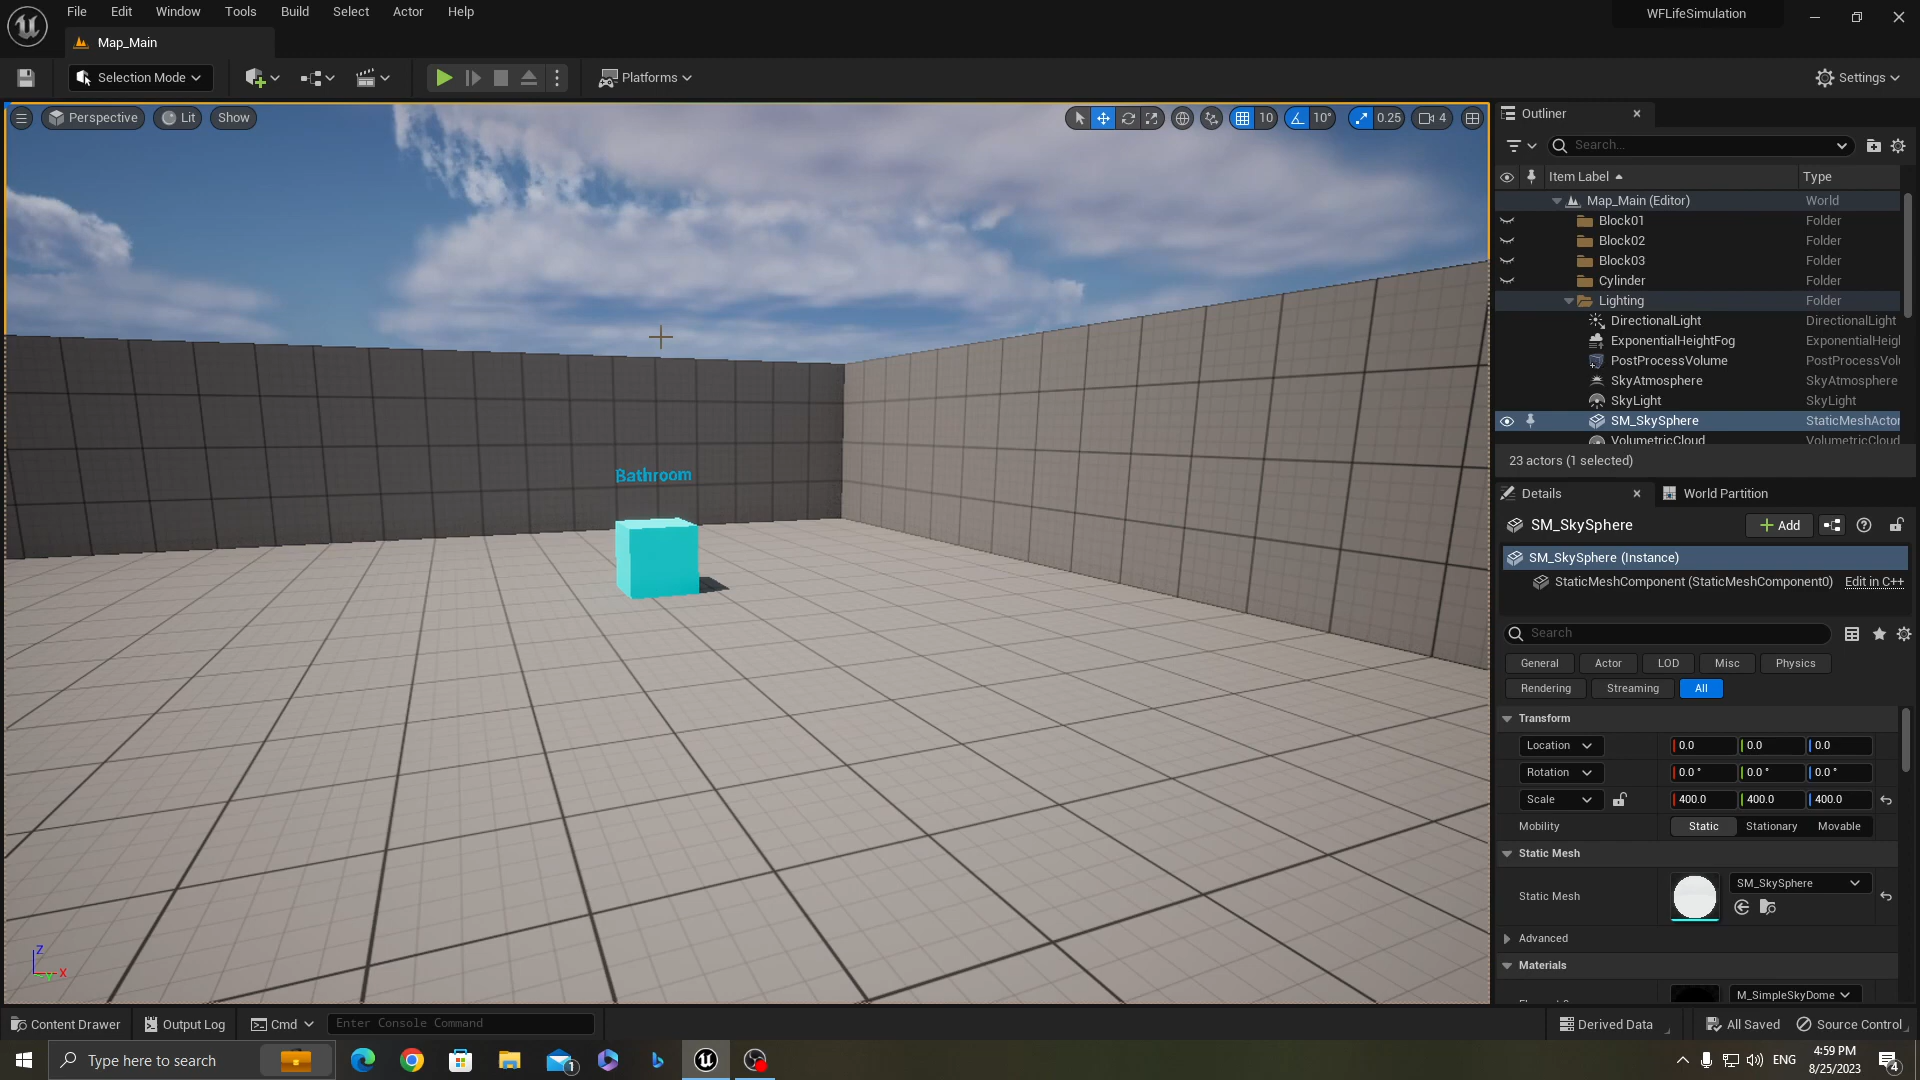 File Edit Window Tools Build Select Actor Help
WFLifeSimulation
Map_Main
Selection Mode
Platforms
Settings
Perspective
Lit
Show
10
10°
0.25
4
Bathroom
Z
X
Y
Outliner
Search...
Item Label
Type
Map_Main (Editor) World
Block01 Folder
Block02 Folder
Block03 Folder
Cylinder Folder
Lighting Folder
DirectionalLight DirectionalLight
ExponentialHeightFog ExponentialHeigl
PostProcessVolume PostProcessVolu
SkyAtmosphere SkyAtmosphere
SkyLight SkyLight
SM_SkySphere StaticMeshActor
VolumetricCloud VolumetricCloud
23 actors (1 selected)
Details
World Partition
SM_SkySphere
Add
SM_SkySphere (Instance)
StaticMeshComponent (StaticMeshComponent0) Edit in C++
Search
General Actor LOD Misc Physics
Rendering Streaming All
Transform
Location 0.0 0.0 0.0
Rotation 0.0 ° 0.0 ° 0.0 °
Scale 400.0 400.0 400.0
Mobility Static Stationary Movable
Static Mesh
Static Mesh SM_SkySphere
Advanced
Materials
M_SimpleSkyDome
Content Drawer
Output Log
Cmd
Enter Console Command
Derived Data
All Saved
Source Control
Type here to search
1
ENG
4:59 PM
8/25/2023
4